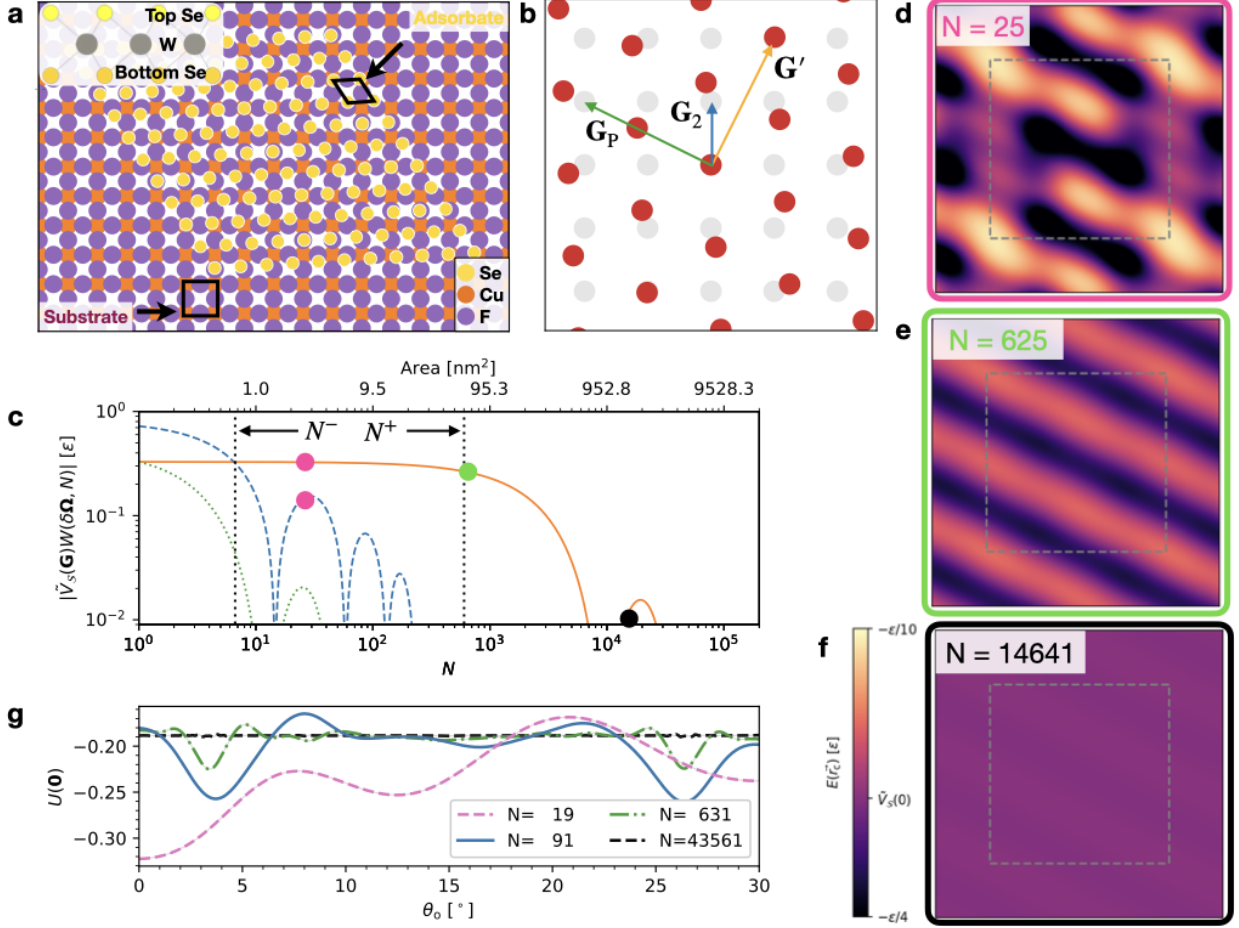 a
Top Se
W
Bottom Se
Adsorbate
Substrate
Se
Cu
F
b
G′
G₂
G_P
d
N = 25
e
N = 625
f
N = 14641
−ε/10
Ṽ_S(0)
−ε/4
E(r⃗_c) [ε]
c
Area [nm²]
1.0 9.5 95.3 952.8 9528.3
|Ṽ_S(G)W(δΩ, N)| [ε]
10⁰
10⁻¹
10⁻²
N⁻ N⁺
10⁰ 10¹ 10² 10³ 10⁴ 10⁵
N
g
U(0)
−0.20
−0.25
−0.30
N= 19
N= 91
N= 631
N=43561
0 5 10 15 20 25 30
θₒ [°]